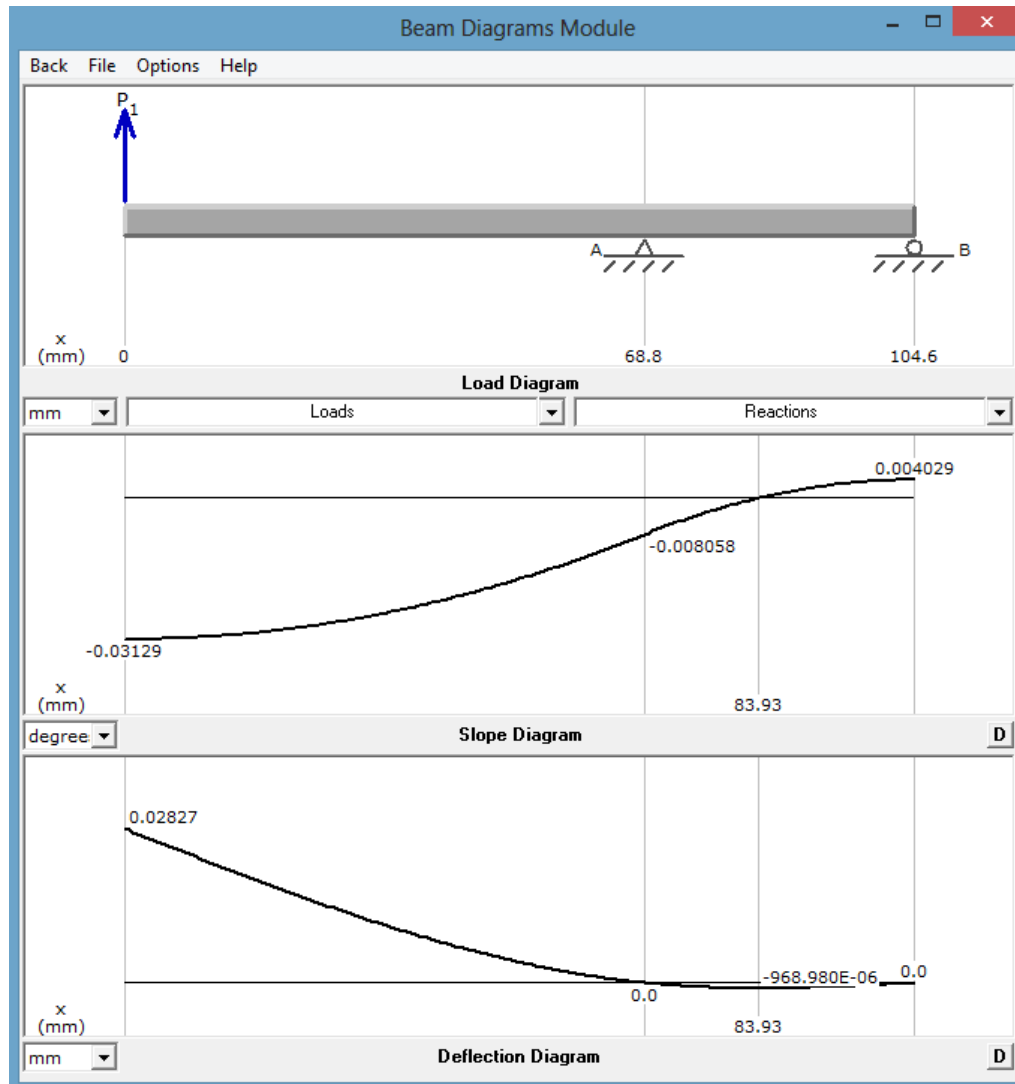 Beam Diagrams Module
Back File Options Help
P1
A
B
x
(mm) 0 68.8 104.6
Load Diagram
mm Loads Reactions
0.004029
-0.008058
-0.03129
x
(mm) 83.93
degree: Slope Diagram D
0.02827
-968.980E-06 0.0
0.0
x
(mm) 83.93
mm Deflection Diagram D